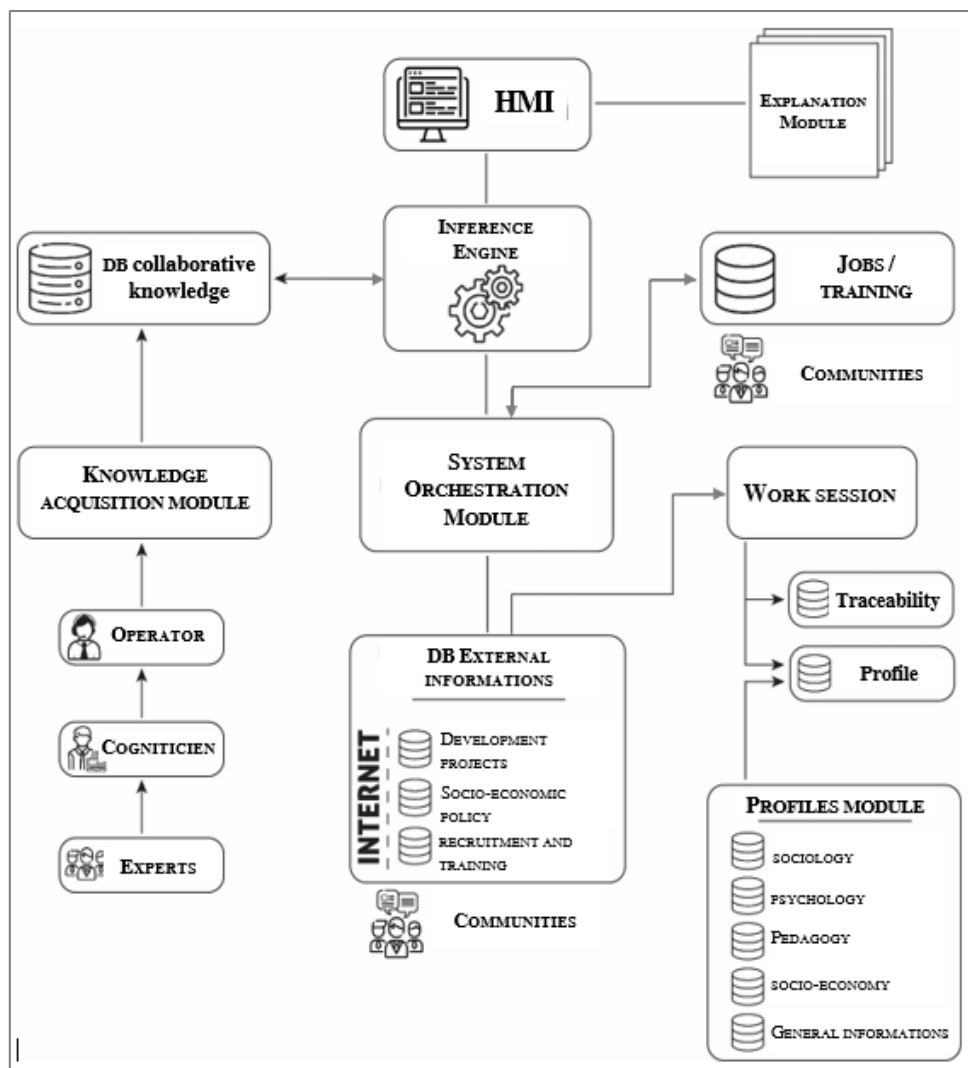 HMI
EXPLANATION
MODULE
INFERENCE
ENGINE
DB collaborative
knowledge
JOBS /
TRAINING
COMMUNITIES
KNOWLEDGE
ACQUISITION MODULE
SYSTEM
ORCHESTRATION
MODULE
WORK SESSION
Traceability
Profile
OPERATOR
COGNITICIEN
EXPERTS
DB EXTERNAL
INFORMATIONS
INTERNET
DEVELOPMENT
PROJECTS
SOCIO-ECONOMIC
POLICY
RECRUITMENT AND
TRAINING
COMMUNITIES
PROFILES MODULE
SOCIOLOGY
PSYCHOLOGY
PEDAGOGY
SOCIO-ECONOMY
GENERAL INFORMATIONS